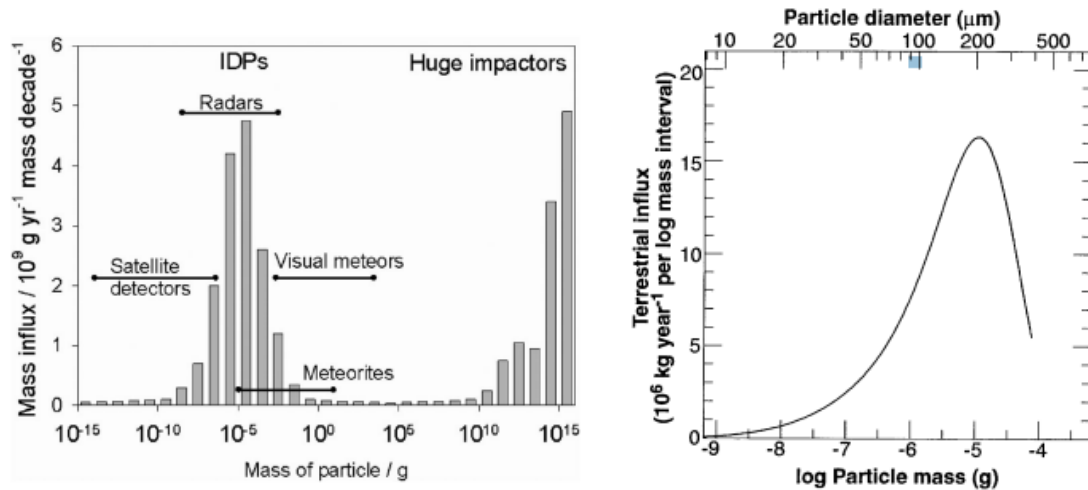 Mass influx / 10⁹ g yr⁻¹ mass decade⁻¹
6
5
4
3
2
1
0
IDPs
Huge impactors
Radars
Satellite
detectors
Visual meteors
Meteorites
10⁻¹⁵ 10⁻¹⁰ 10⁻⁵ 10⁰ 10⁵ 10¹⁰ 10¹⁵
Mass of particle / g
Particle diameter (μm)
10 20 50 100 200 500
Terrestrial influx
(10⁶ kg year⁻¹ per log mass interval)
20
15
10
5
0
-9 -8 -7 -6 -5 -4
log Particle mass (g)